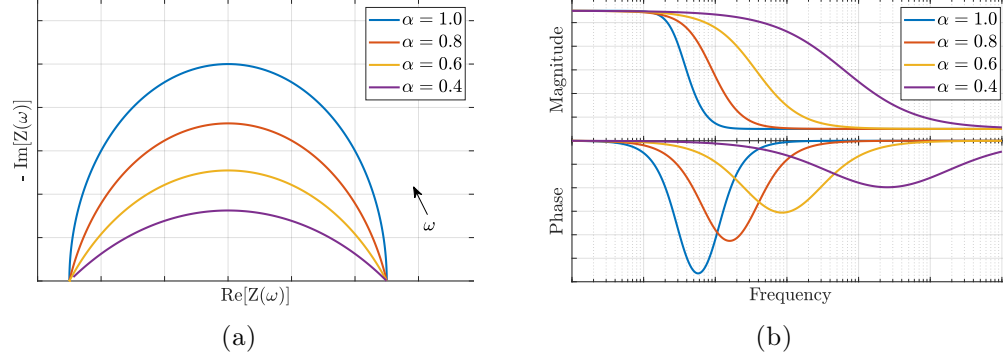 α = 1.0
α = 0.8
α = 0.6
α = 0.4
- Im[Z(ω)]
ω
Re[Z(ω)]
(a)
α = 1.0
α = 0.8
α = 0.6
α = 0.4
Magnitude
Phase
Frequency
(b)